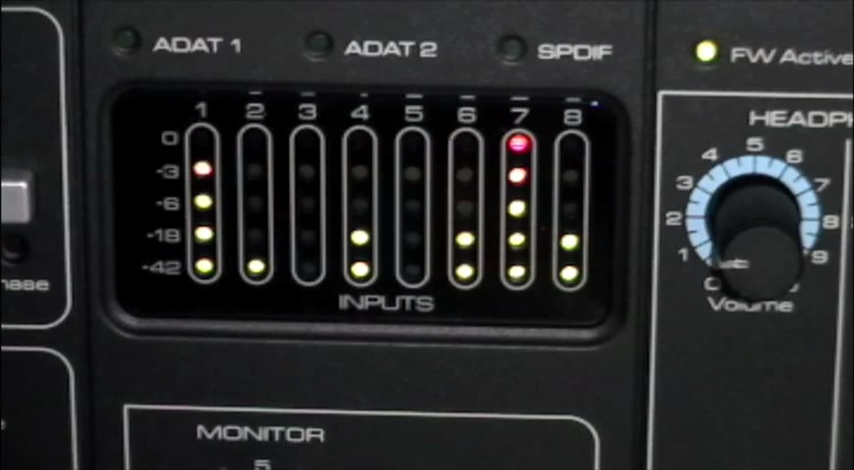 ADAT 1 ADAT 2 SPDIF FW Active
1 2 3 4 5 6 7 8
0
-3
-6
-18
-42
INPUTS
1 2 3 4 5 6 7 8 9
Volume
MONITOR
5